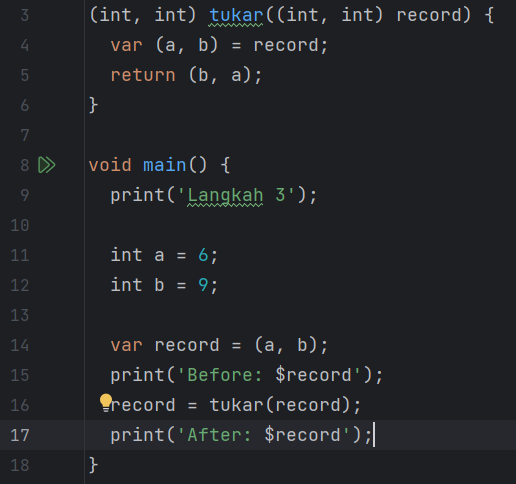 3 (int, int) tukar((int, int) record) {
4   var (a, b) = record;
5   return (b, a);
6 }
7
8 void main() {
9   print('Langkah 3');
10
11   int a = 6;
12   int b = 9;
13
14   var record = (a, b);
15   print('Before: $record');
16   record = tukar(record);
17   print('After: $record');
18 }